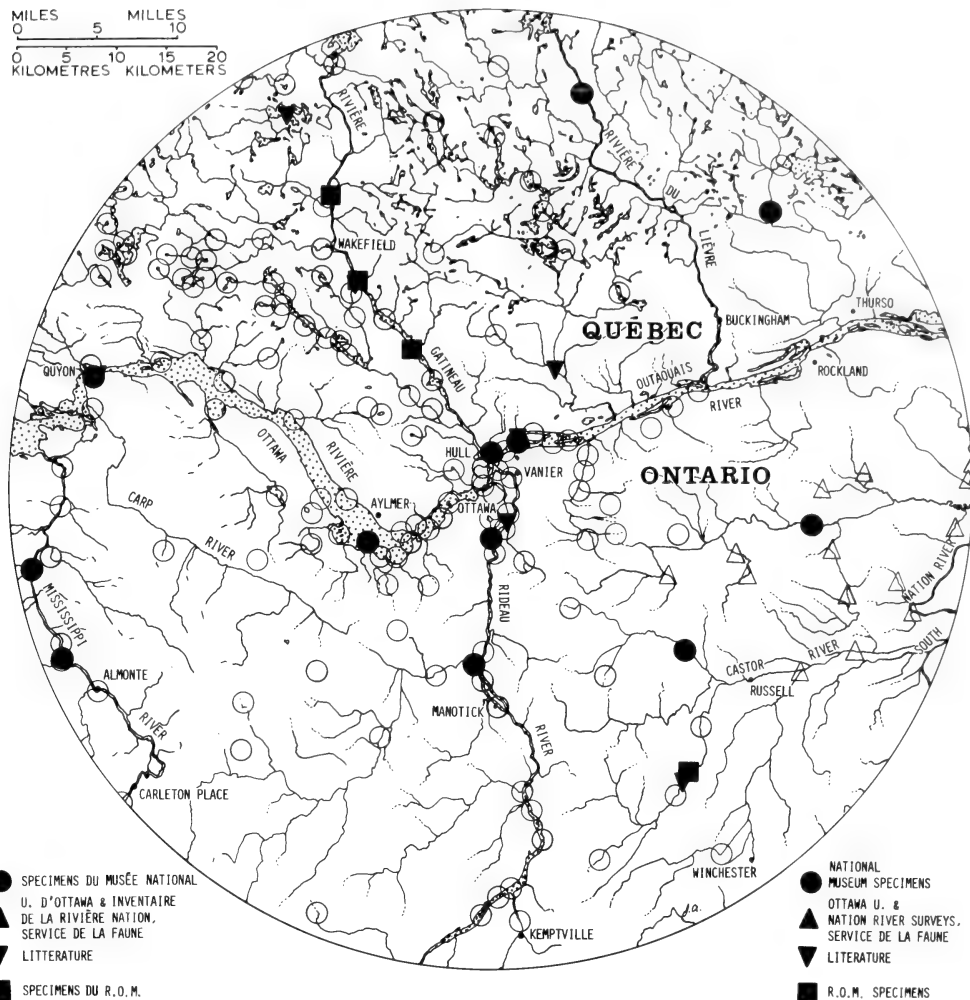 MILES MILLES
0 5 10
0 5 10 15 20
KILOMETRES KILOMETERS
RIVIÈRE
RIVIÈRE
DU
LIÈVRE
WAKEFIELD
THURSO
QUÉBEC
BUCKINGHAM
GATINEAU
OUTAOUAIS
ROCKLAND
QUYON
RIVER
OTTAWA
RIVIÈRE
HULL
VANIER
ONTARIO
CARP
AYLMER
OTTAWA
RIVER
NATION RIVER
MISSISSIPPI
RIDEAU
SOUTH
RIVER
CASTOR
ALMONTE
RUSSELL
MANOTICK
RIVER
RIVER
CARLETON PLACE
WINCHESTER
J.A.
KEMPTVILLE
SPECIMENS DU MUSÉE NATIONAL
U. D'OTTAWA & INVENTAIRE
DE LA RIVIÈRE NATION,
SERVICE DE LA FAUNE
LITTERATURE
SPECIMENS DU R.O.M.
NATIONAL
MUSEUM SPECIMENS
OTTAWA U. &
NATION RIVER SURVEYS,
SERVICE DE LA FAUNE
LITERATURE
R.O.M. SPECIMENS